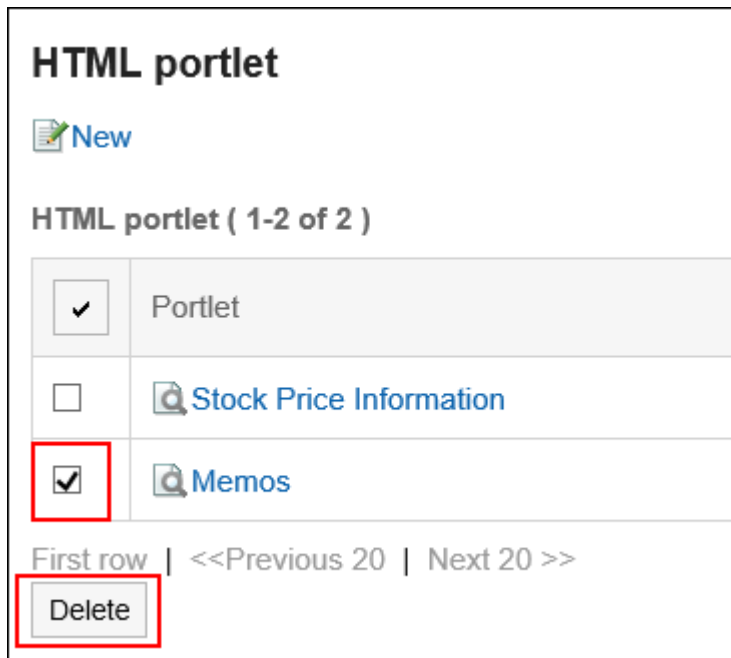 HTML portlet
New
HTML portlet ( 1-2 of 2 )
Portlet
Stock Price Information
Memos
First row | <<Previous 20 | Next 20 >>
Delete